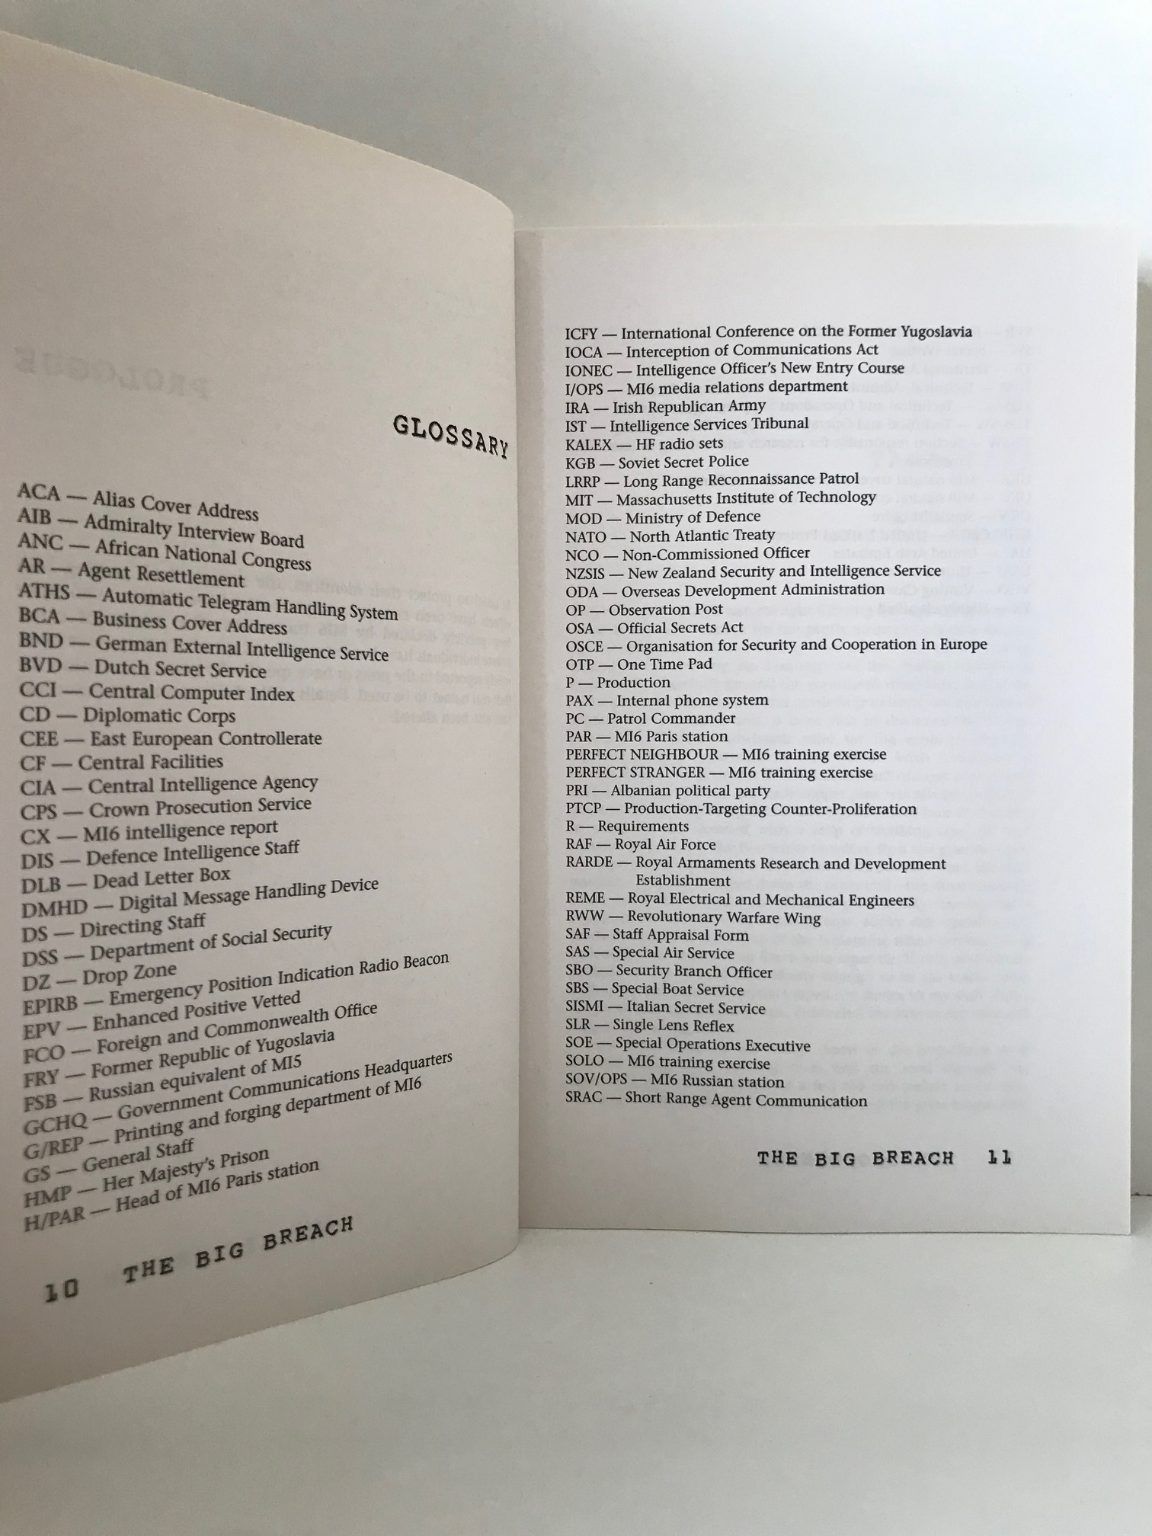 GLOSSARY
ACA — Alias Cover Address
AIB — Admiralty Interview Board
ANC — African National Congress
AR — Agent Resettlement
ATHS — Automatic Telegram Handling System
BCA — Business Cover Address
BND — German External Intelligence Service
BVD — Dutch Secret Service
CCI — Central Computer Index
CD — Diplomatic Corps
CEE — East European Controllerate
CF — Central Facilities
CIA — Central Intelligence Agency
CPS — Crown Prosecution Service
CX — MI6 intelligence report
DIS — Defence Intelligence Staff
DLB — Dead Letter Box
DMHD — Digital Message Handling Device
DS — Directing Staff
DSS — Department of Social Security
DZ — Drop Zone
EPIRB — Emergency Position Indication Radio Beacon
EPV — Enhanced Positive Vetted
FCO — Foreign and Commonwealth Office
FRY — Former Republic of Yugoslavia
FSB — Russian equivalent of MI5
GCHQ — Government Communications Headquarters
G/REP — Printing and forging department of MI6
GS — General Staff
HMP — Her Majesty's Prison
H/PAR — Head of MI6 Paris station
10 THE BIG BREACH
ICFY — International Conference on the Former Yugoslavia
IOCA — Interception of Communications Act
IONEC — Intelligence Officer's New Entry Course
I/OPS — MI6 media relations department
IRA — Irish Republican Army
IST — Intelligence Services Tribunal
KALEX — HF radio sets
KGB — Soviet Secret Police
LRRP — Long Range Reconnaissance Patrol
MIT — Massachusetts Institute of Technology
MOD — Ministry of Defence
NATO — North Atlantic Treaty
NCO — Non-Commissioned Officer
NZSIS — New Zealand Security and Intelligence Service
ODA — Overseas Development Administration
OP — Observation Post
OSA — Official Secrets Act
OSCE — Organisation for Security and Cooperation in Europe
OTP — One Time Pad
P — Production
PAX — Internal phone system
PC — Patrol Commander
PAR — MI6 Paris station
PERFECT NEIGHBOUR — MI6 training exercise
PERFECT STRANGER — MI6 training exercise
PRI — Albanian political party
PTCP — Production-Targeting Counter-Proliferation
R — Requirements
RAF — Royal Air Force
RARDE — Royal Armaments Research and Development
Establishment
REME — Royal Electrical and Mechanical Engineers
RWW — Revolutionary Warfare Wing
SAF — Staff Appraisal Form
SAS — Special Air Service
SBO — Security Branch Officer
SBS — Special Boat Service
SISMI — Italian Secret Service
SLR — Single Lens Reflex
SOE — Special Operations Executive
SOLO — MI6 training exercise
SOV/OPS — MI6 Russian station
SRAC — Short Range Agent Communication
THE BIG BREACH 11